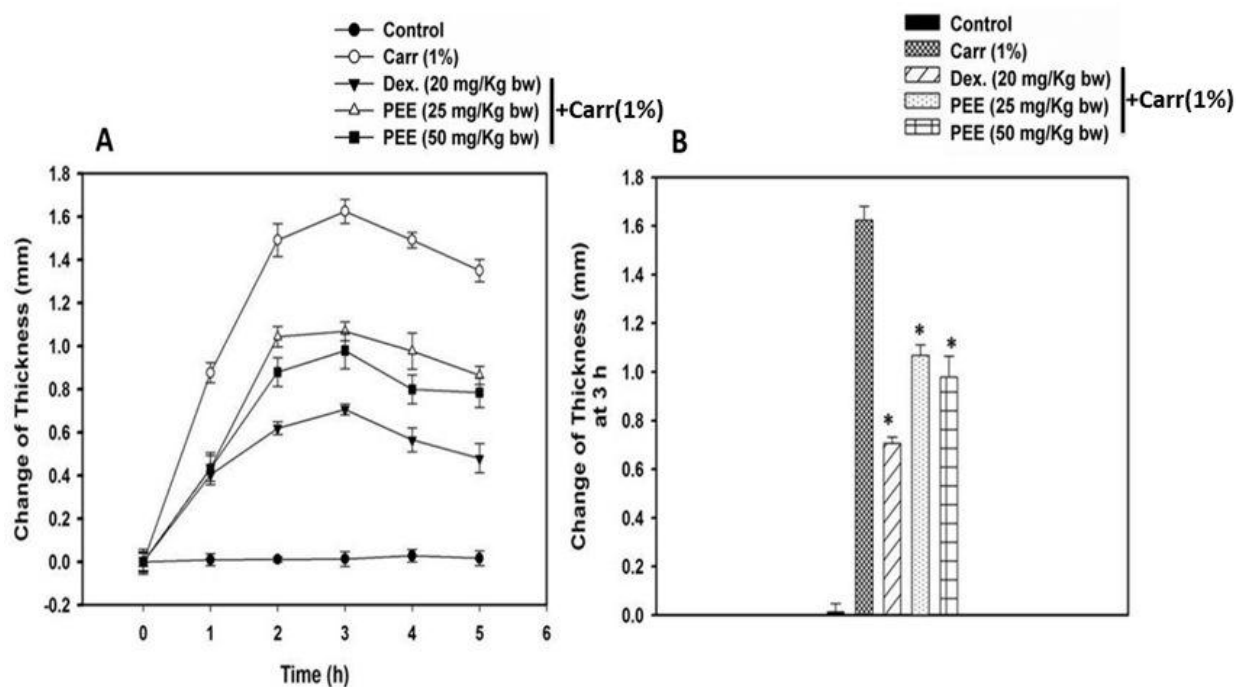 Control
Carr (1%)
Dex. (20 mg/Kg bw)
PEE (25 mg/Kg bw)
PEE (50 mg/Kg bw)
+Carr(1%)
A
1.8
1.6
1.4
1.2
1.0
0.8
0.6
0.4
0.2
0.0
-0.2
Change of Thickness (mm)
0 1 2 3 4 5 6
Time (h)
Control
Carr (1%)
Dex. (20 mg/Kg bw)
PEE (25 mg/Kg bw)
PEE (50 mg/Kg bw)
+Carr(1%)
B
1.8
1.6
1.4
1.2
1.0
0.8
0.6
0.4
0.2
0.0
Change of Thickness (mm)
at 3 h
*
*
*